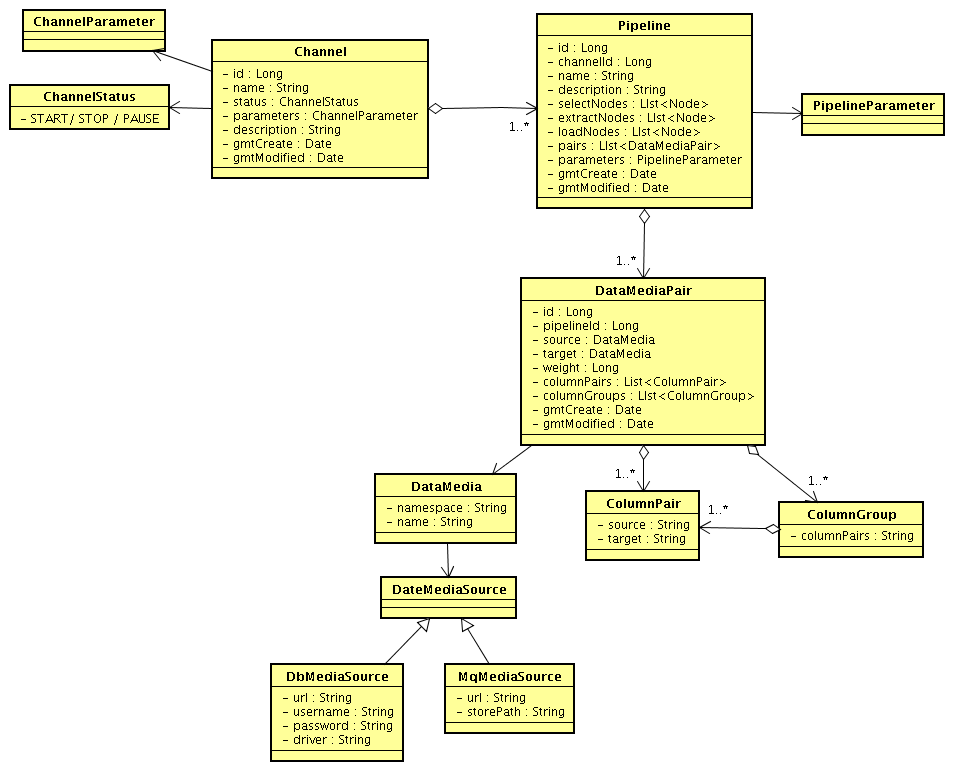 ChannelParameter
Channel
- id : Long
- name : String
- status : ChannelStatus
- parameters : ChannelParameter
- description : String
- gmtCreate : Date
- gmtModified : Date
ChannelStatus
- START/ STOP / PAUSE
1..*
Pipeline
- id : Long
- channelId : Long
- name : String
- description : String
- selectNodes : LIst<Node>
- extractNodes : LIst<Node>
- loadNodes : LIst<Node>
- pairs : LIst<DataMediaPair>
- parameters : PipelineParameter
- gmtCreate : Date
- gmtModified : Date
PipelineParameter
1..*
DataMediaPair
- id : Long
- pipelineId : Long
- source : DataMedia
- target : DataMedia
- weight : Long
- columnPairs : List<ColumnPair>
- columnGroups : LIst<ColumnGroup>
- gmtCreate : Date
- gmtModified : Date
1..*
1..*
DataMedia
- namespace : String
- name : String
ColumnPair
- source : String
- target : String
1..*
ColumnGroup
- columnPairs : String
DateMediaSource
DbMediaSource
- url : String
- username : String
- password : String
- driver : String
MqMediaSource
- url : String
- storePath : String